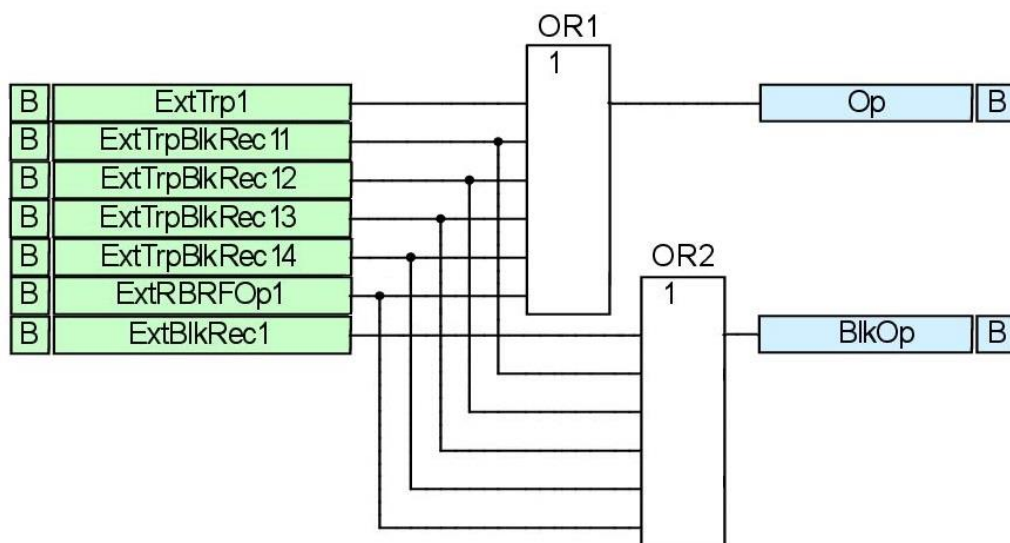 OR1
1
B ExtTrp1 Op B
B ExtTrpBlkRec11
B ExtTrpBlkRec12
B ExtTrpBlkRec13
B ExtTrpBlkRec14
OR2
1
B ExtRBRFOp1
B ExtBlkRec1 BlkOp B